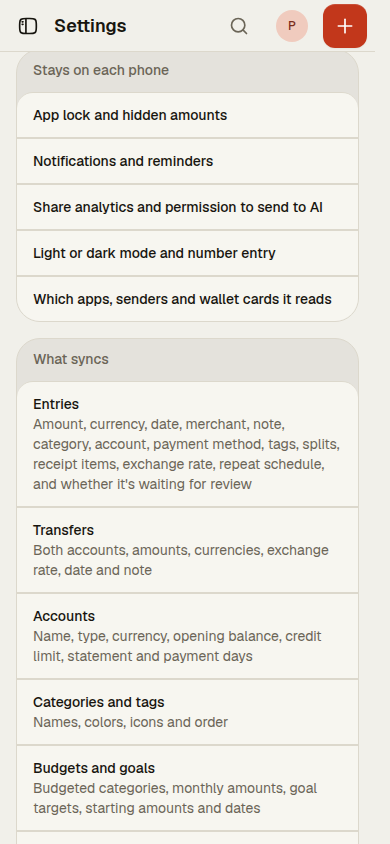 Settings
P
Stays on each phone
App lock and hidden amounts
Notifications and reminders
Share analytics and permission to send to AI
Light or dark mode and number entry
Which apps, senders and wallet cards it reads
What syncs
Entries
Amount, currency, date, merchant, note,
category, account, payment method, tags, splits,
receipt items, exchange rate, repeat schedule,
and whether it's waiting for review
Transfers
Both accounts, amounts, currencies, exchange
rate, date and note
Accounts
Name, type, currency, opening balance, credit
limit, statement and payment days
Categories and tags
Names, colors, icons and order
Budgets and goals
Budgeted categories, monthly amounts, goal
targets, starting amounts and dates